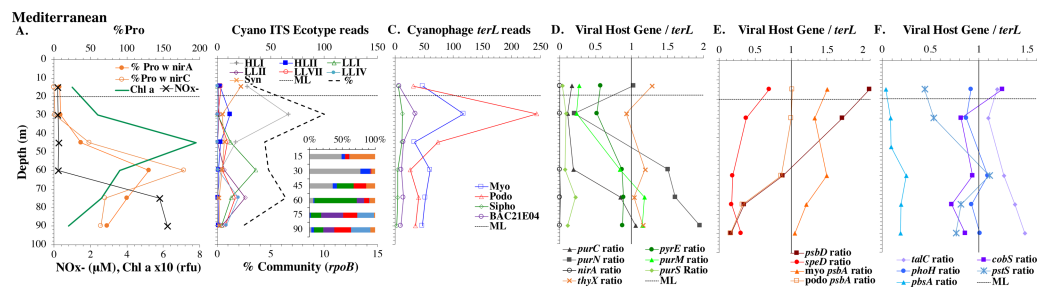 Mediterranean
A.
%Pro
0 50 100 150 200
% Pro w nirA
%Pro w nirC
Chl a
NOx-
Depth (m)
0
10
20
30
40
50
60
70
80
90
100
0 2 4 6 8
NOx- (µM), Chl a x10 (rfu)
B.
Cyano ITS Ecotype reads
HLI HLII LLI
LLII LLVII LLIV
Syn ML %
0% 50% 100%
15
30
45
60
75
90
0 5 10 15
% Community (rpoB)
C.
Cyanophage terL reads
0 50 100 150 200 250
Myo
Podo
Sipho
BAC21E04
ML
D.
Viral Host Gene / terL
0 0.5 1 2
purC ratio pyrE ratio
purN ratio purM ratio
nirA ratio purS Ratio
thyX ratio ML
E.
Viral Host Gene / terL
0 0.5 1 1.5 2
psbD ratio
speD ratio
myo psbA ratio
podo psbA ratio
F.
Viral Host Gene / terL
0 0.5 1 1.5
talC ratio cobS ratio
phoH ratio pstS ratio
pbsA ratio ML